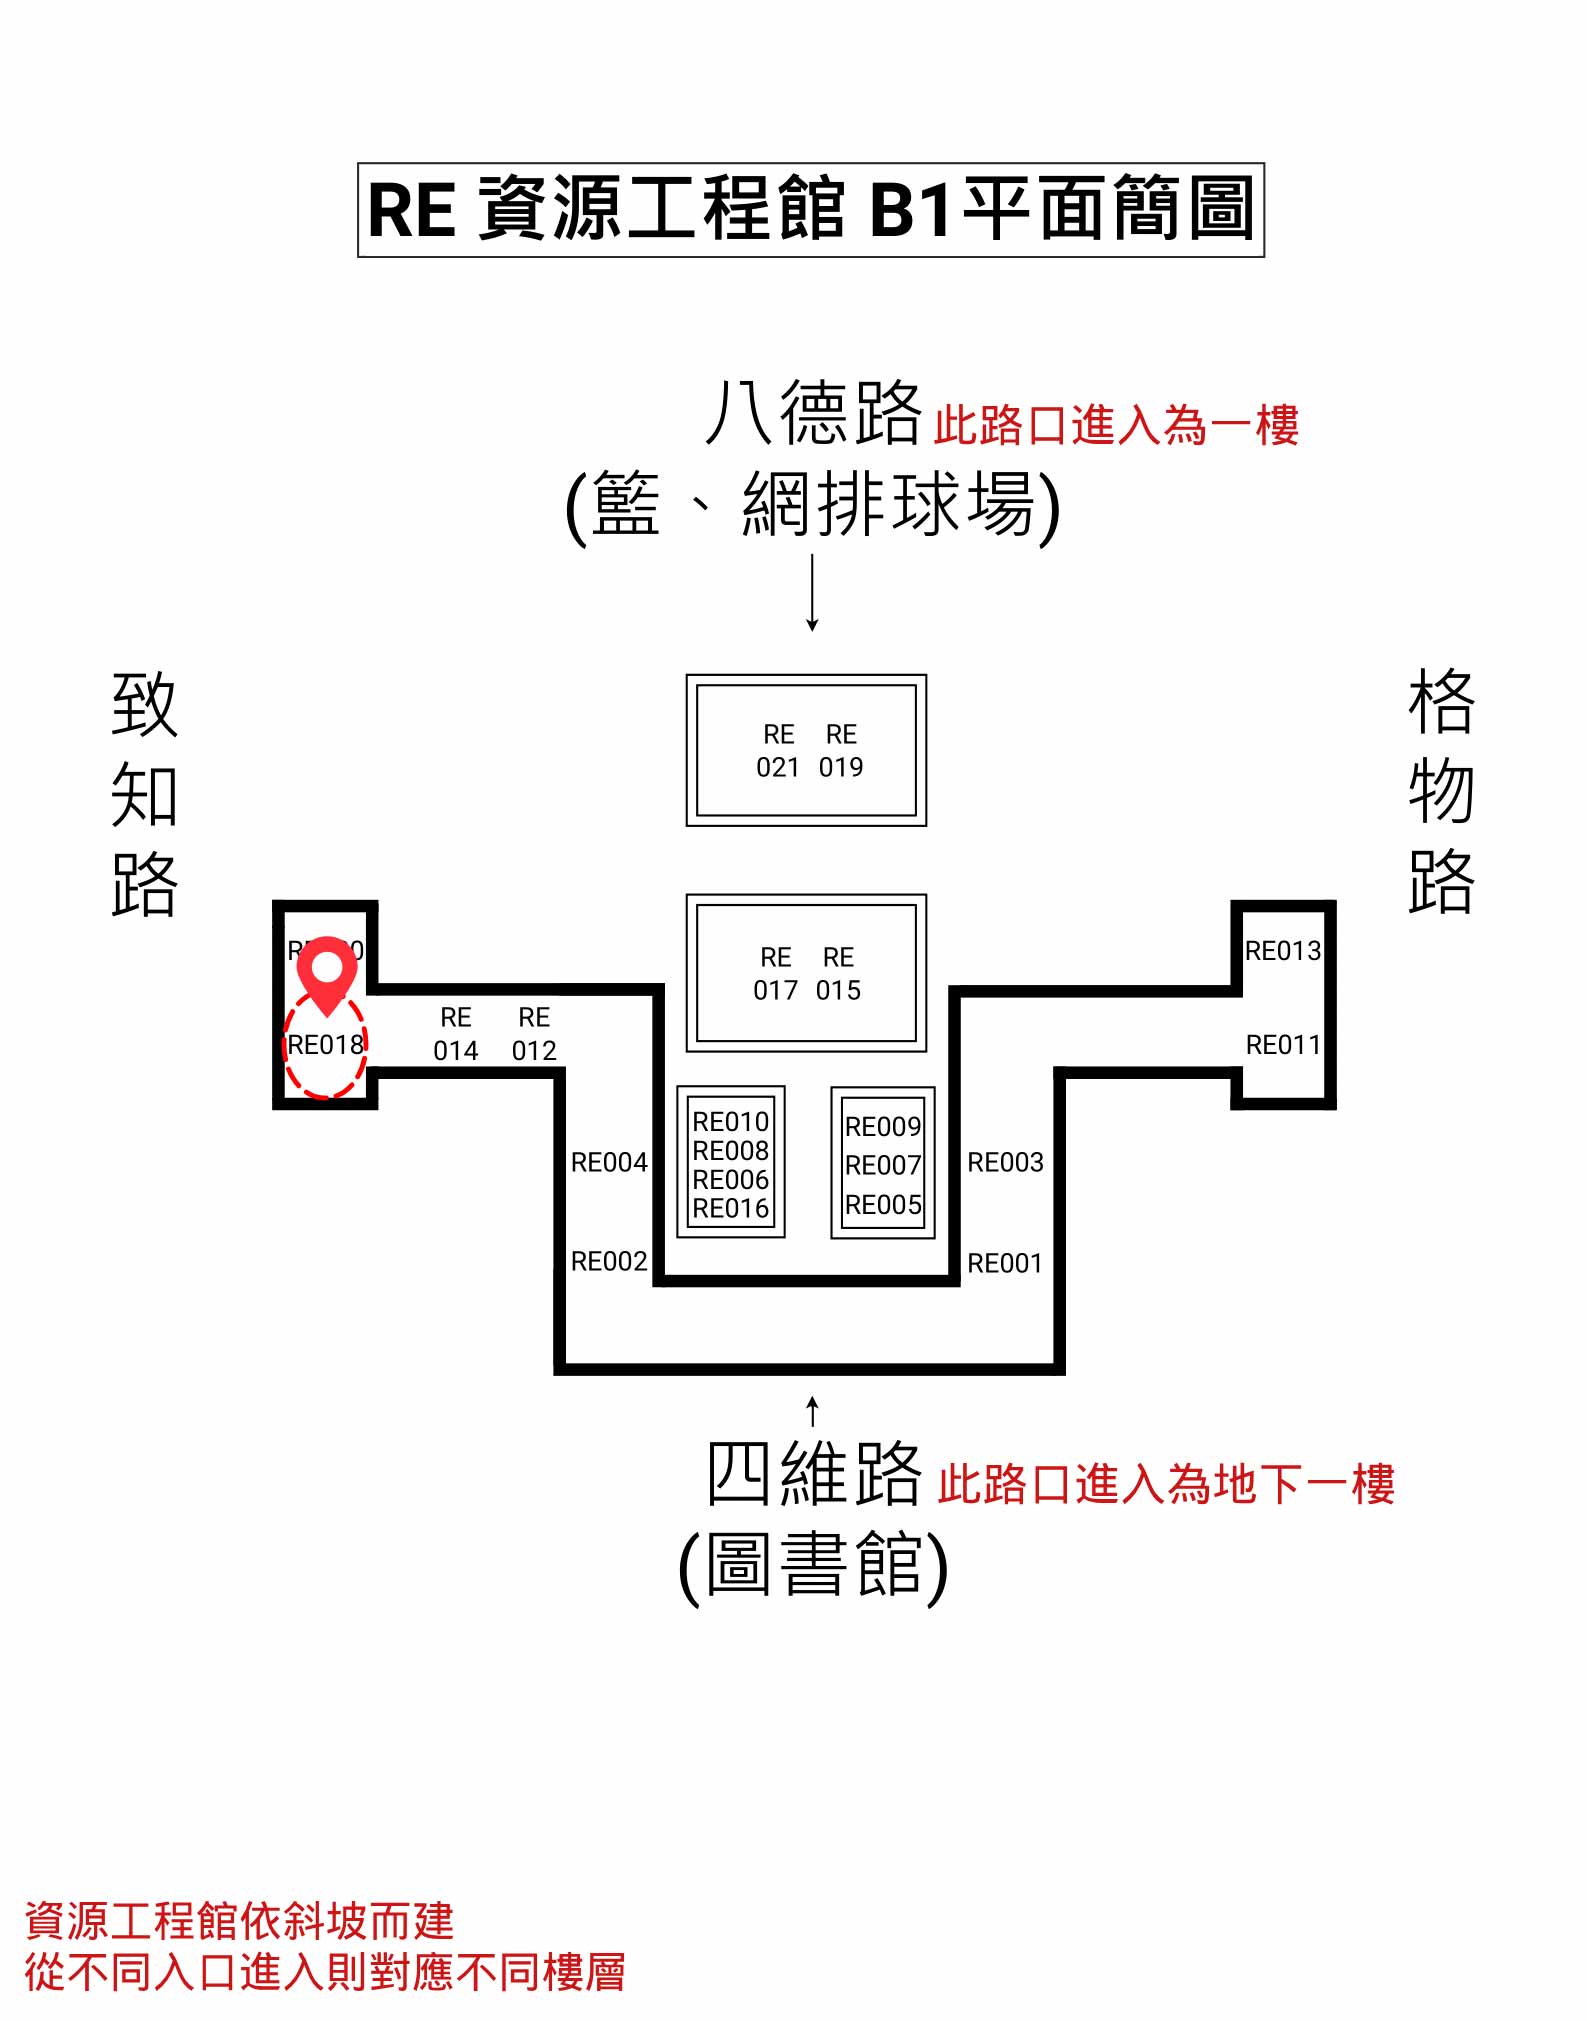 RE 資源工程館 B1平面簡圖
八德路 此路口進入為一樓
(籃、網排球場)
致知路
格物路
RE RE
021 019
RE RE
017 015
RE013
RE018
RE RE
014 012
RE011
RE010
RE008
RE006
RE016
RE009
RE007
RE005
RE004
RE003
RE002
RE001
四維路 此路口進入為地下一樓
(圖書館)
資源工程館依斜坡而建
從不同入口進入則對應不同樓層